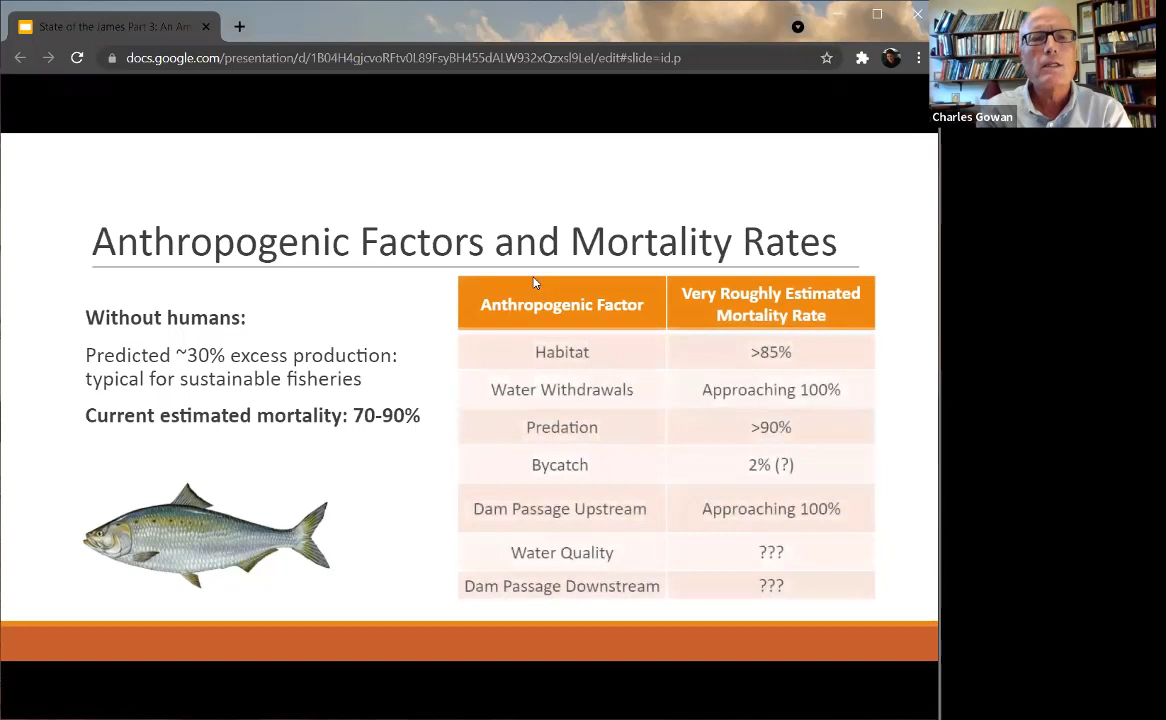 State of the James Part 3: An Am
docs.google.com/presentation/d/1B04H4gjcvoRFtv0L89FsyBH455dALW932xQzxsl9LeI/edit#slide=id.p
Charles Gowan
Anthropogenic Factors and Mortality Rates
Without humans:
Predicted ~30% excess production:
typical for sustainable fisheries
Current estimated mortality: 70-90%
Anthropogenic Factor
Very Roughly Estimated
Mortality Rate
Habitat
>85%
Water Withdrawals
Approaching 100%
Predation
>90%
Bycatch
2% (?)
Dam Passage Upstream
Approaching 100%
Water Quality
???
Dam Passage Downstream
???